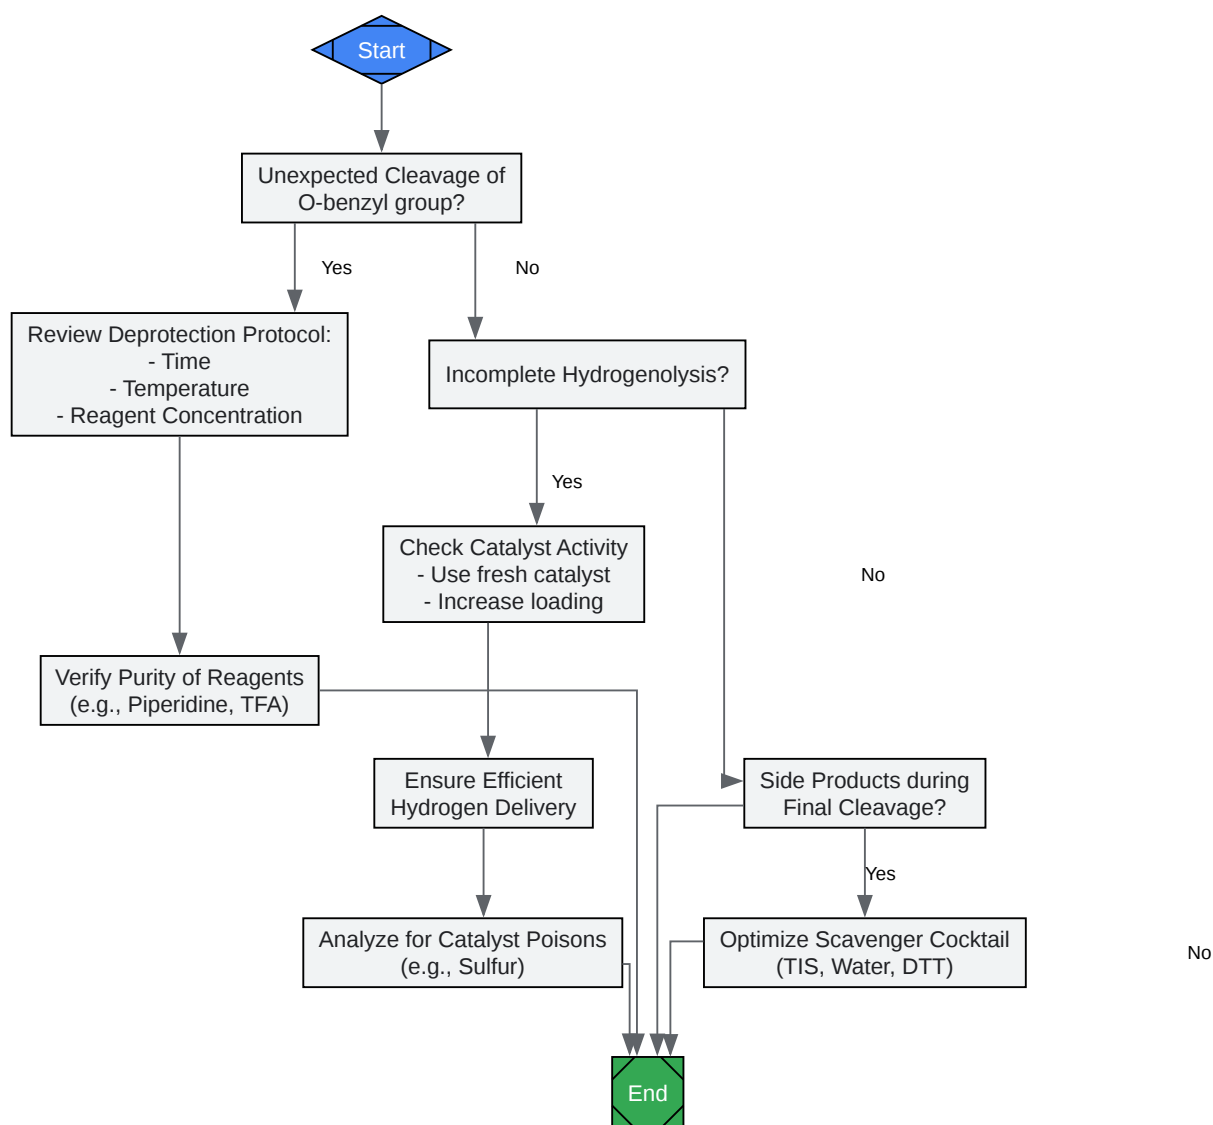 Start
Unexpected Cleavage of
O-benzyl group?
Yes
No
Review Deprotection Protocol:
- Time
- Temperature
- Reagent Concentration
Incomplete Hydrogenolysis?
Yes
Check Catalyst Activity
- Use fresh catalyst
- Increase loading
No
Verify Purity of Reagents
(e.g., Piperidine, TFA)
Ensure Efficient
Hydrogen Delivery
Side Products during
Final Cleavage?
Yes
Analyze for Catalyst Poisons
(e.g., Sulfur)
Optimize Scavenger Cocktail
(TIS, Water, DTT)
No
End